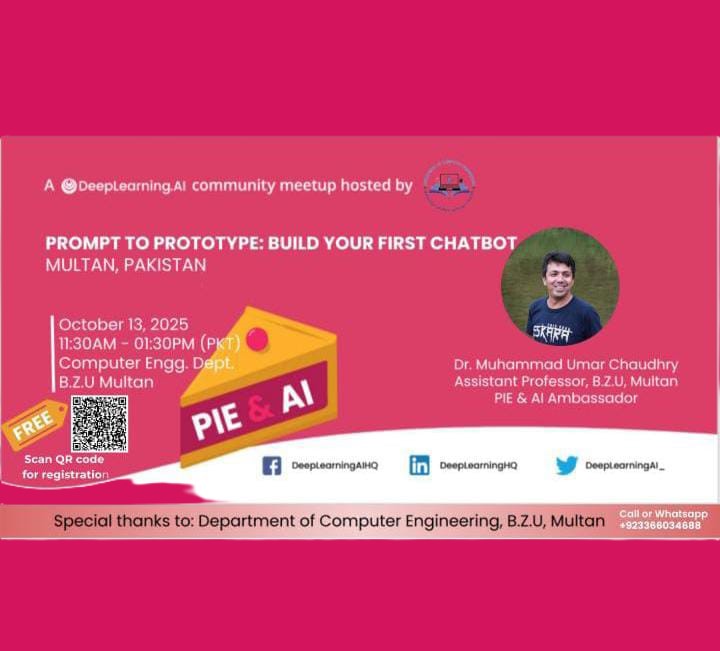 A DeepLearning.AI community meetup hosted by
PROMPT TO PROTOTYPE: BUILD YOUR FIRST CHATBOT
MULTAN, PAKISTAN
October 13, 2025
11:30AM - 01:30PM (PKT)
Computer Engg. Dept.
B.Z.U Multan
FREE
Scan QR code
for registration
PIE & AI
SKARA
Dr. Muhammad Umar Chaudhry
Assistant Professor, B.Z.U, Multan
PIE & AI Ambassador
DeepLearningAIHQ
DeepLearningHQ
DeepLearningAI_
Special thanks to: Department of Computer Engineering, B.Z.U, Multan
Call or Whatsapp
+923366034688